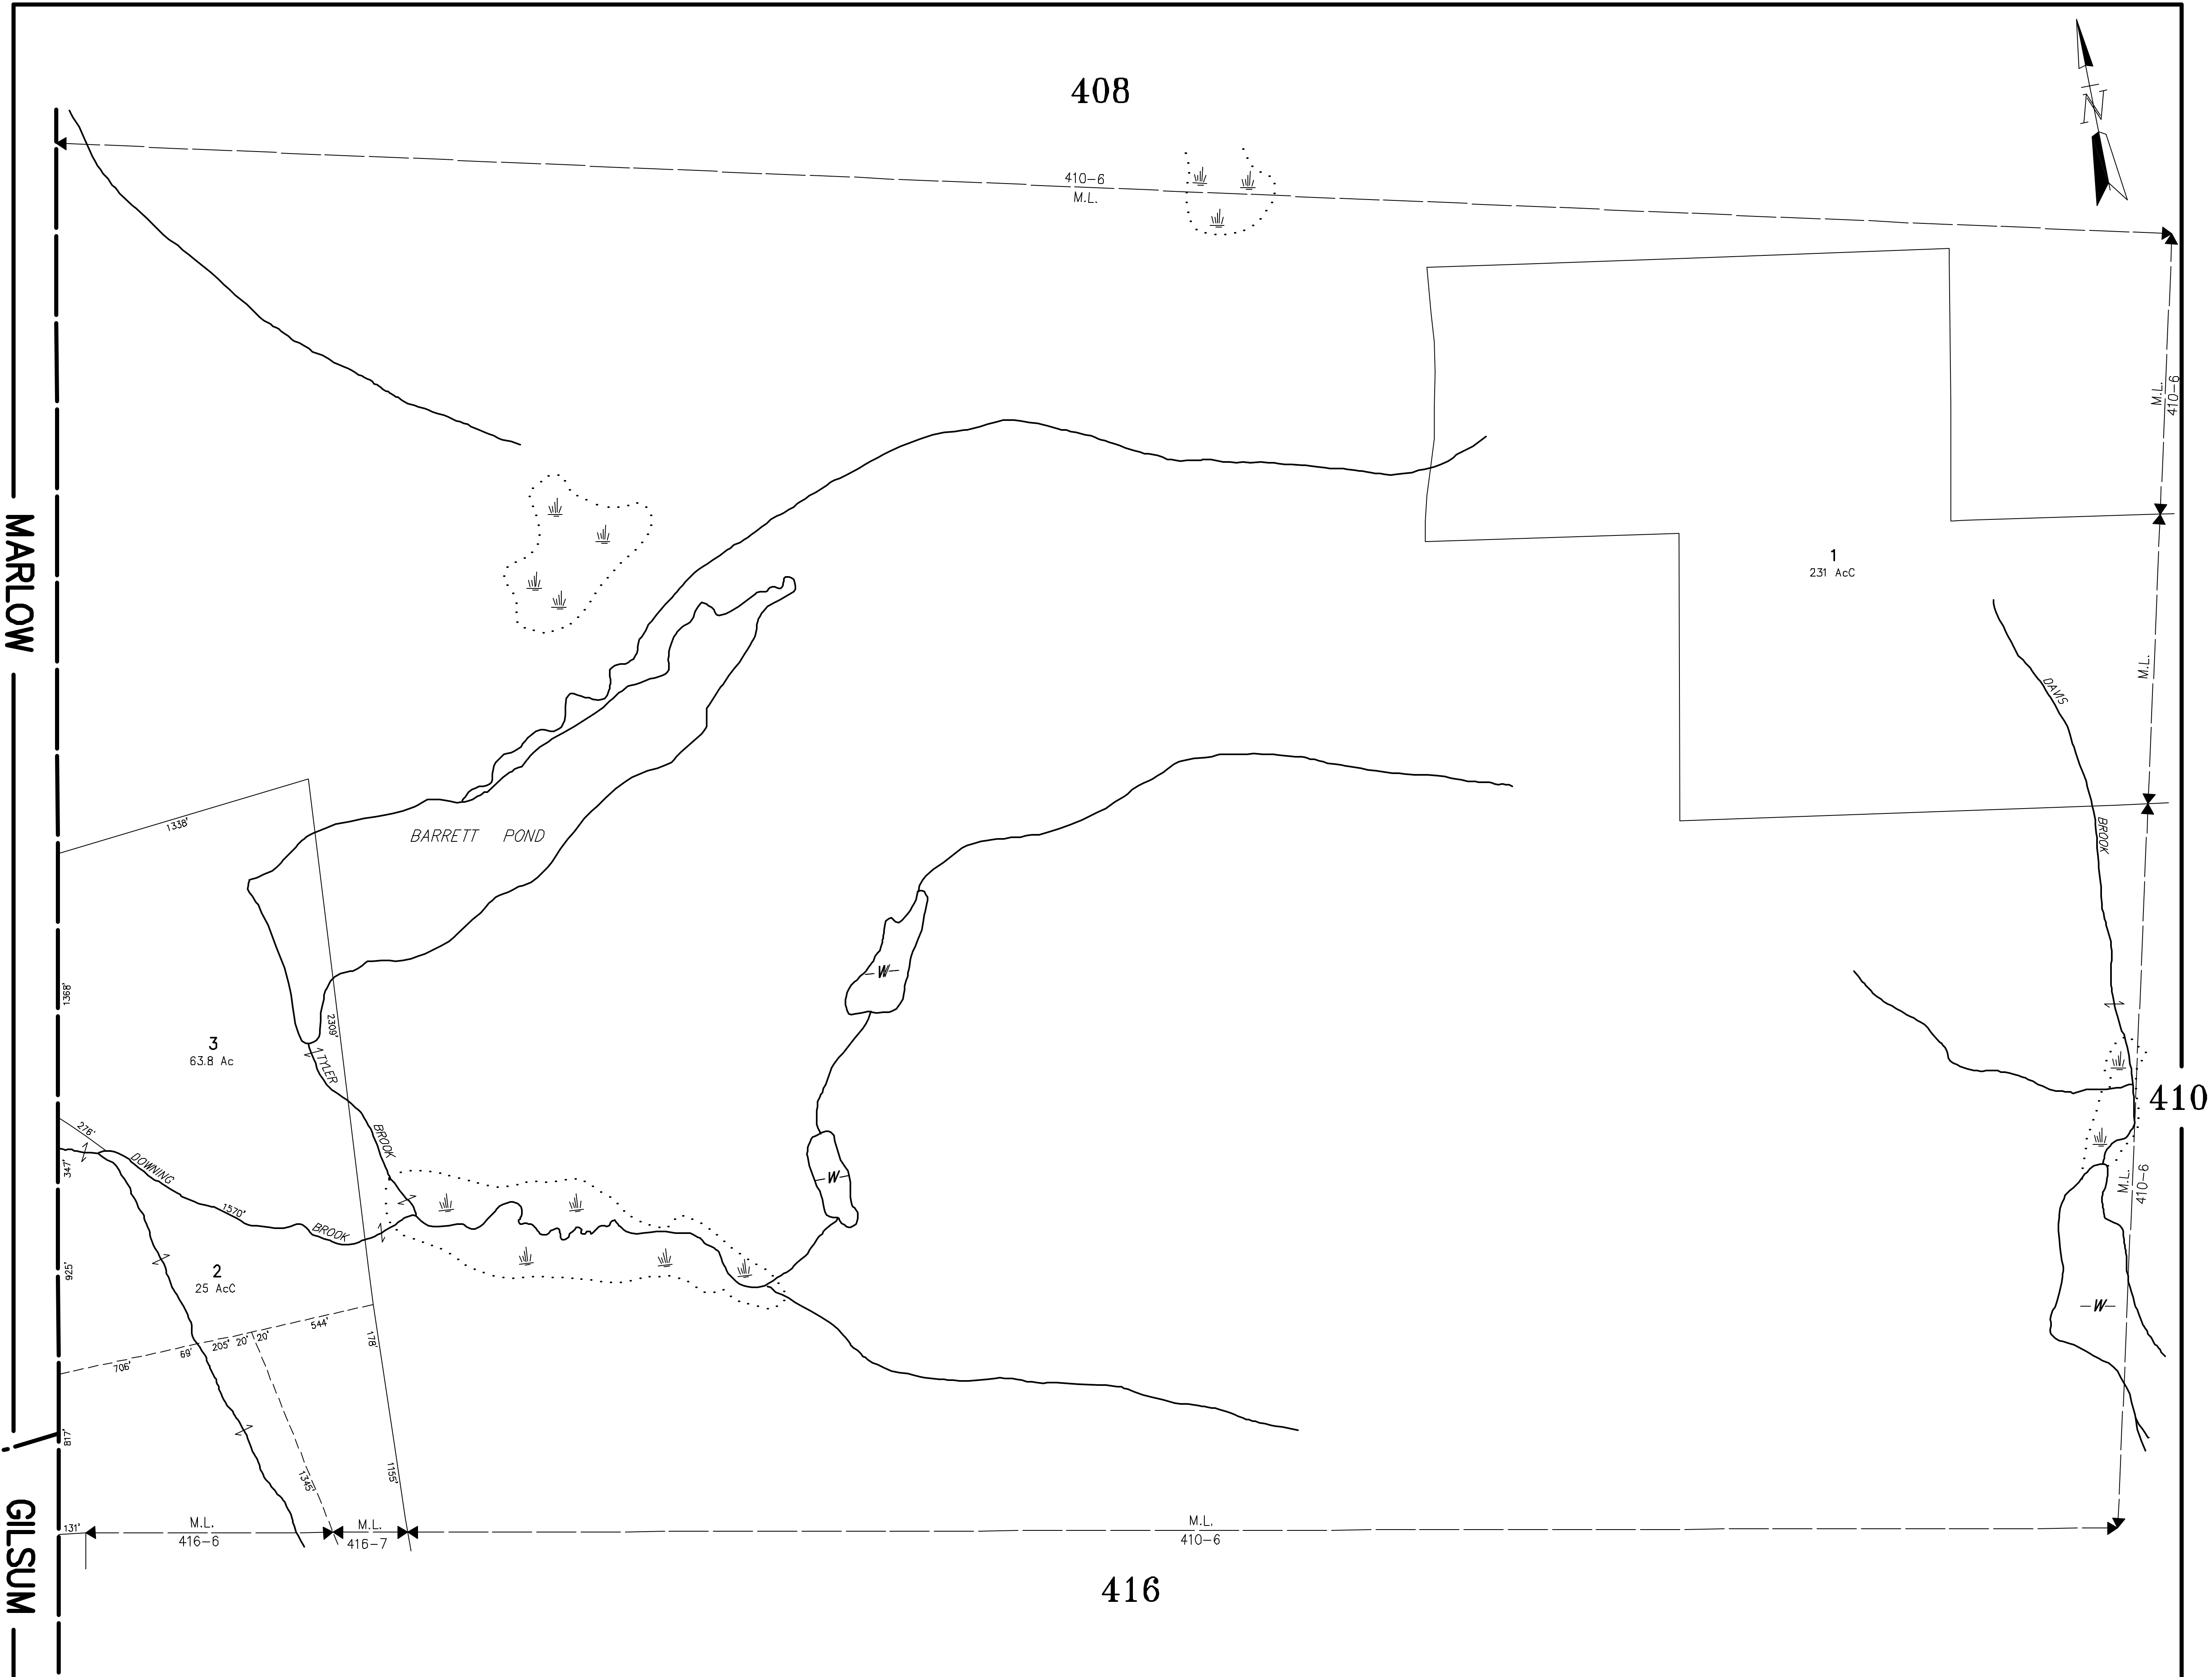 408
N
410-6
M.L.
M.L.
410-6
MARLOW
1
231 AcC
M.L.
DAVIS
BROOK
1338'
BARRETT POND
-W-
1368'
2309'
3
63.8 Ac
TYLER
BROOK
410
276'
347'
DOWNING
1570'
BROOK
-W-
M.L.
410-6
925'
2
25 AcC
-W-
706'
69'
205'
20'
20'
544'
178'
817'
1345'
1155'
131'
M.L.
416-6
M.L.
416-7
M.L.
410-6
GILSUM
416